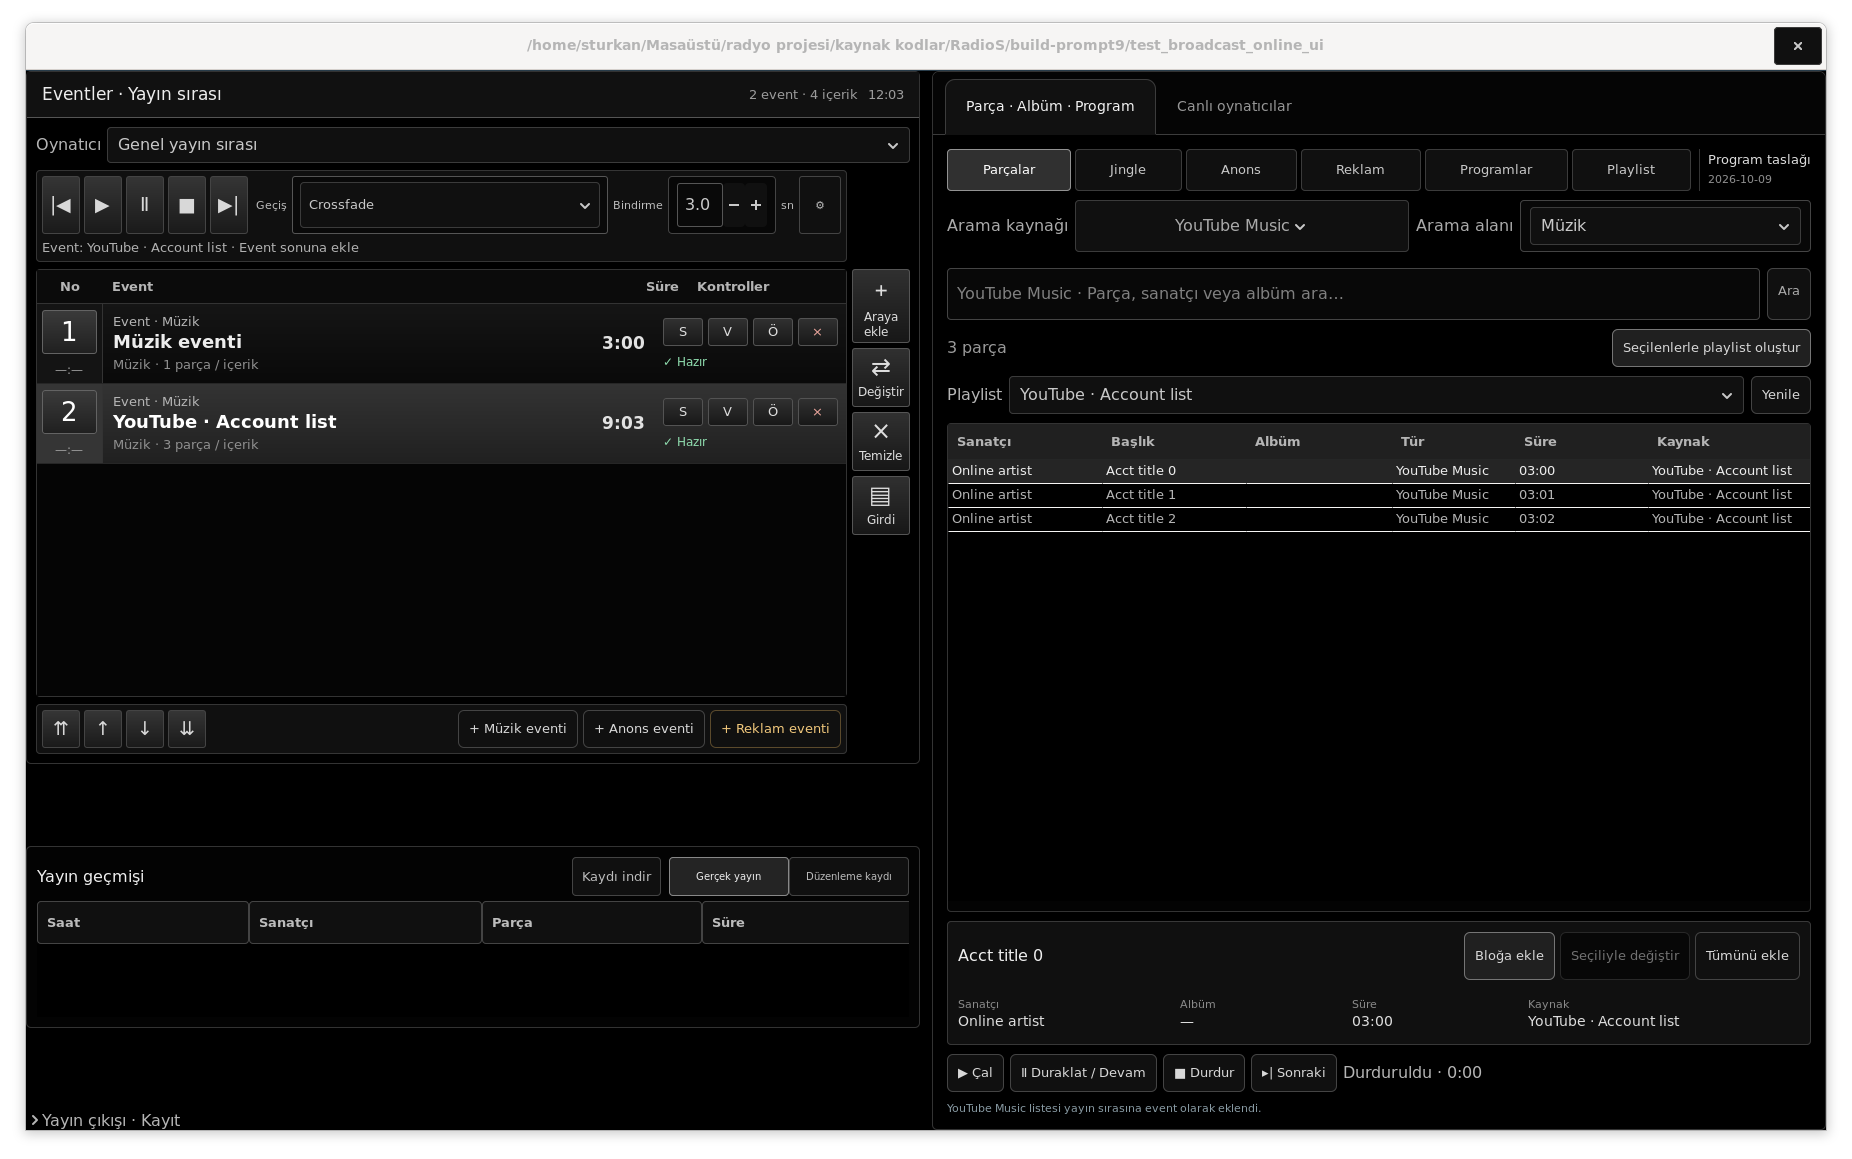 /home/sturkan/Masaüstü/radyo projesi/kaynak kodlar/RadioS/build-prompt9/test_broadcast_online_ui
×
Eventler · Yayın sırası
2 event · 4 içerik 12:03
Oynatıcı
Genel yayın sırası
|◀
▶
Ⅱ
■
▶|
Geçiş
Crossfade
Bindirme
3.0
−
+
sn
⚙
Event: YouTube · Account list · Event sonuna ekle
No Event Süre Kontroller
1
—:—
Event · Müzik
Müzik eventi
Müzik · 1 parça / içerik
3:00
S V Ö ×
✓ Hazır
2
—:—
Event · Müzik
YouTube · Account list
Müzik · 3 parça / içerik
9:03
S V Ö ×
✓ Hazır
+
Araya
ekle
⇄
Değiştir
×
Temizle
▤
Girdi
⇈ ↑ ↓ ⇊
+ Müzik eventi
+ Anons eventi
+ Reklam eventi
Yayın geçmişi
Kaydı indir
Gerçek yayın
Düzenleme kaydı
Saat Sanatçı Parça Süre
Yayın çıkışı · Kayıt
Parça · Albüm · Program
Canlı oynatıcılar
Parçalar
Jingle
Anons
Reklam
Programlar
Playlist
Program taslağı
2026-10-09
Arama kaynağı
YouTube Music
Arama alanı
Müzik
YouTube Music · Parça, sanatçı veya albüm ara…
Ara
3 parça
Seçilenlerle playlist oluştur
Playlist
YouTube · Account list
Yenile
Sanatçı Başlık Albüm Tür Süre Kaynak
Online artist Acct title 0 YouTube Music 03:00 YouTube · Account list
Online artist Acct title 1 YouTube Music 03:01 YouTube · Account list
Online artist Acct title 2 YouTube Music 03:02 YouTube · Account list
Acct title 0
Bloğa ekle
Seçiliyle değiştir
Tümünü ekle
Sanatçı Albüm Süre Kaynak
Online artist — 03:00 YouTube · Account list
▶ Çal
Ⅱ Duraklat / Devam
■ Durdur
▸| Sonraki
Durduruldu · 0:00
YouTube Music listesi yayın sırasına event olarak eklendi.